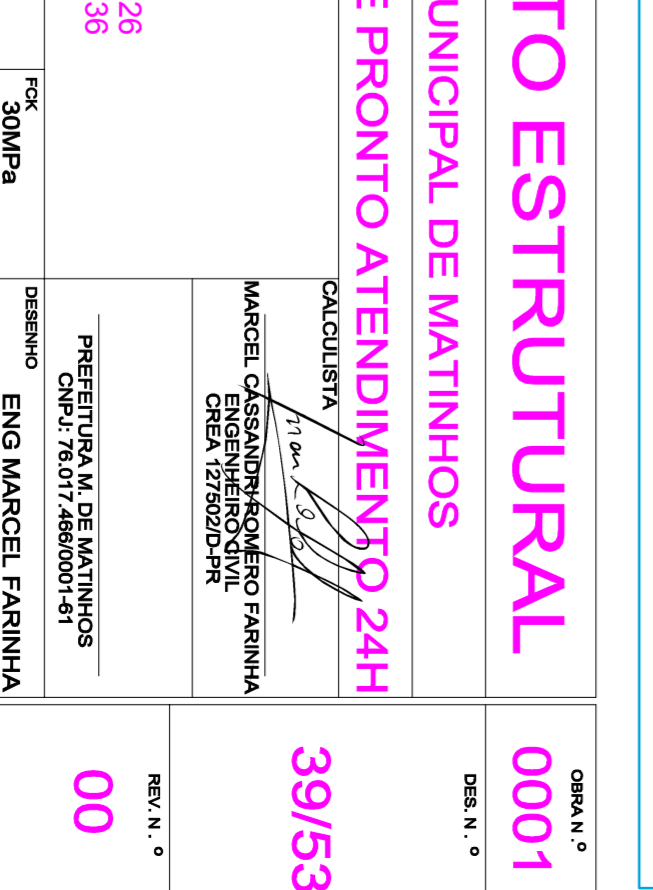 TO ESTRUTURAL
UNICIPAL DE MATINHOS
E PRONTO ATENDIMENTO 24H
CALCULISTA
MARCEL CASSANDRI ROMERO FARINHA
ENGENHEIRO CIVIL
CREA 127502/D-PR
26
36
PREFEITURA M. DE MATINHOS
CNPJ: 76.017.466/0001-61
FCK
30MPa
DESENHO
ENG MARCEL FARINHA
OBRA N.º
0001
DES. N . º
39/53
REV. N . º
00